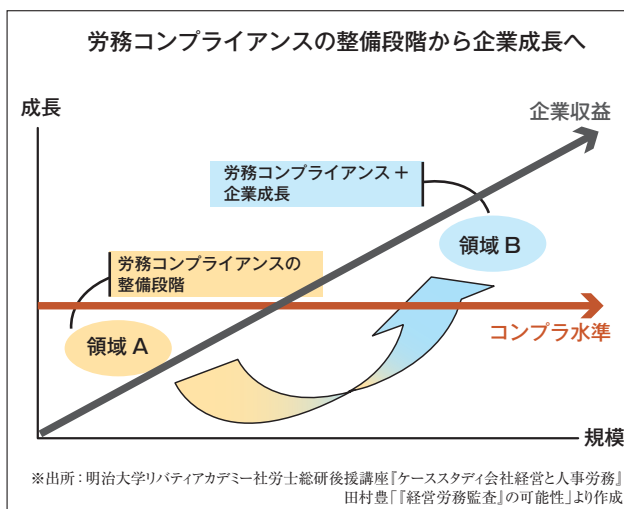 労務コンプライアンスの整備段階から企業成長へ
成長
企業収益
労務コンプライアンス＋
企業成長
領域 B
労務コンプライアンスの
整備段階
領域 A
コンプラ水準
規模
※出所：明治大学リバティアカデミー社労士総研後援講座『ケーススタディ会社経営と人事労務』
田村豊「『経営労務監査』の可能性」より作成